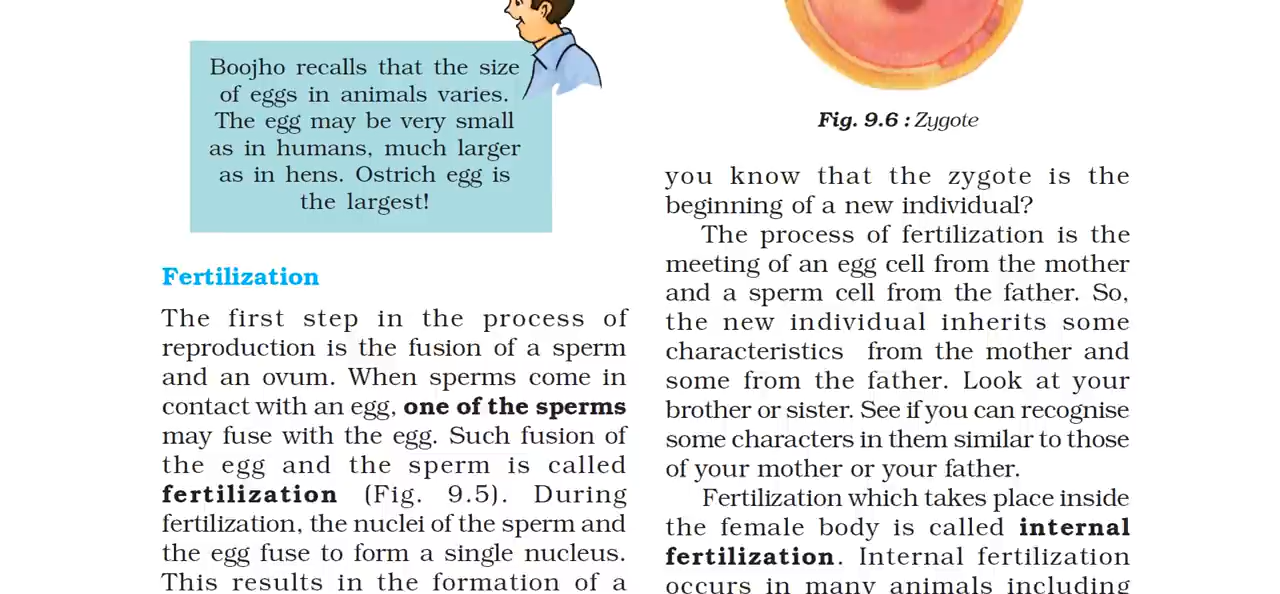 Boojho recalls that the size
of eggs in animals varies.
The egg may be very small
as in humans, much larger
as in hens. Ostrich egg is
the largest!
Fertilization
The first step in the process of
reproduction is the fusion of a sperm
and an ovum. When sperms come in
contact with an egg, one of the sperms
may fuse with the egg. Such fusion of
the egg and the sperm is called
fertilization (Fig. 9.5). During
fertilization, the nuclei of the sperm and
the egg fuse to form a single nucleus.
This results in the formation of a
Fig. 9.6 : Zygote
you know that the zygote is the
beginning of a new individual?
The process of fertilization is the
meeting of an egg cell from the mother
and a sperm cell from the father. So,
the new individual inherits some
characteristics from the mother and
some from the father. Look at your
brother or sister. See if you can recognise
some characters in them similar to those
of your mother or your father.
Fertilization which takes place inside
the female body is called internal
fertilization. Internal fertilization
occurs in many animals including